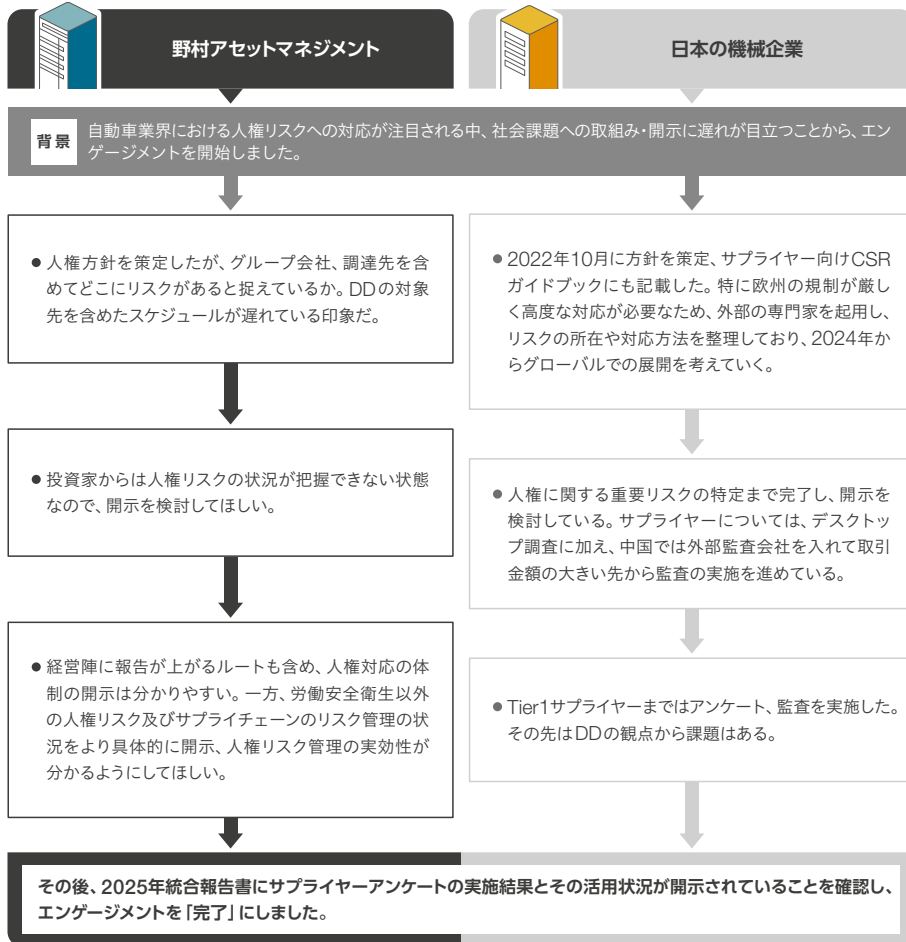 野村アセットマネジメント
日本の機械企業
背景
自動車業界における人権リスクへの対応が注目される中、社会課題への取組み・開示に遅れが目立つことから、エン
ゲージメントを開始しました。
● 人権方針を策定したが、グループ会社、調達先を含
めてどこにリスクがあると捉えているか。DDの対象
先を含めたスケジュールが遅れている印象だ。
● 2022年10月に方針を策定、サプライヤー向けCSR
ガイドブックにも記載した。特に欧州の規制が厳し
く高度な対応が必要なため、外部の専門家を起用し、
リスクの所在や対応方法を整理しており、2024年か
らグローバルでの展開を考えていく。
● 投資家からは人権リスクの状況が把握できない状態
なので、開示を検討してほしい。
● 人権に関する重要リスクの特定まで完了し、開示を
検討している。サプライヤーについては、デスクトッ
プ調査に加え、中国では外部監査会社を入れて取引
金額の大きい先から監査の実施を進めている。
● 経営陣に報告が上がるルートも含め、人権対応の体
制の開示は分かりやすい。一方、労働安全衛生以外
の人権リスク及びサプライチェーンのリスク管理の状
況をより具体的に開示、人権リスク管理の実効性が
分かるようにしてほしい。
● Tier1サプライヤーまではアンケート、監査を実施した。
その先はDDの観点から課題はある。
その後、2025年統合報告書にサプライヤーアンケートの実施結果とその活用状況が開示されていることを確認し、
エンゲージメントを「完了」にしました。